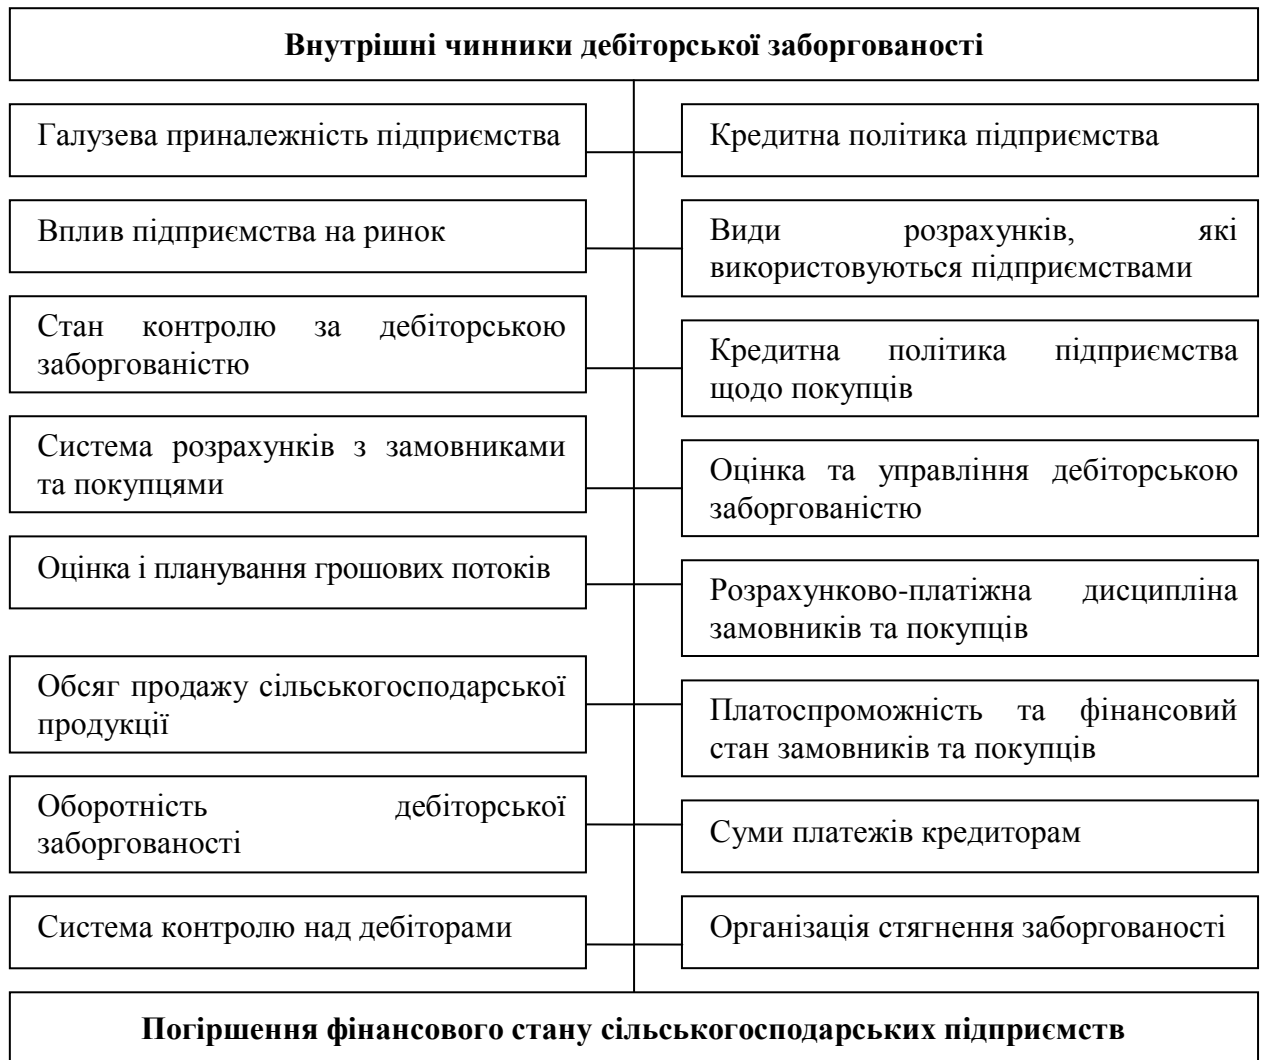 Внутрішні чинники дебіторської заборгованості
Галузева приналежність підприємства
Кредитна політика підприємства
Вплив підприємства на ринок
Види розрахунків, які
використовуються підприємствами
Стан контролю за дебіторською
заборгованістю
Кредитна політика підприємства
щодо покупців
Система розрахунків з замовниками
та покупцями
Оцінка та управління дебіторською
заборгованістю
Оцінка і планування грошових потоків
Розрахунково-платіжна дисципліна
замовників та покупців
Обсяг продажу сільськогосподарської
продукції
Платоспроможність та фінансовий
стан замовників та покупців
Оборотність дебіторської
заборгованості
Суми платежів кредиторам
Система контролю над дебіторами
Організація стягнення заборгованості
Погіршення фінансового стану сільськогосподарських підприємств